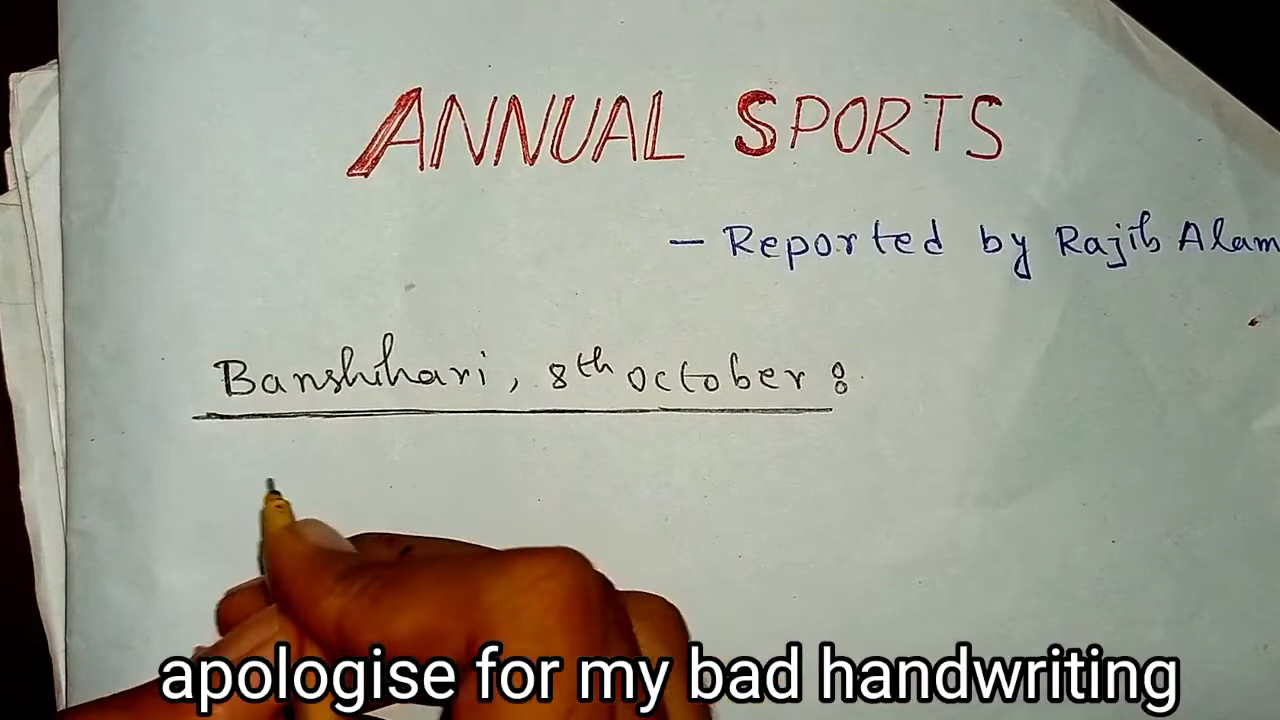 ANNUAL SPORTS
– Reported by Rajib Alam
Banshihari, 8th October :
apologise for my bad handwriting